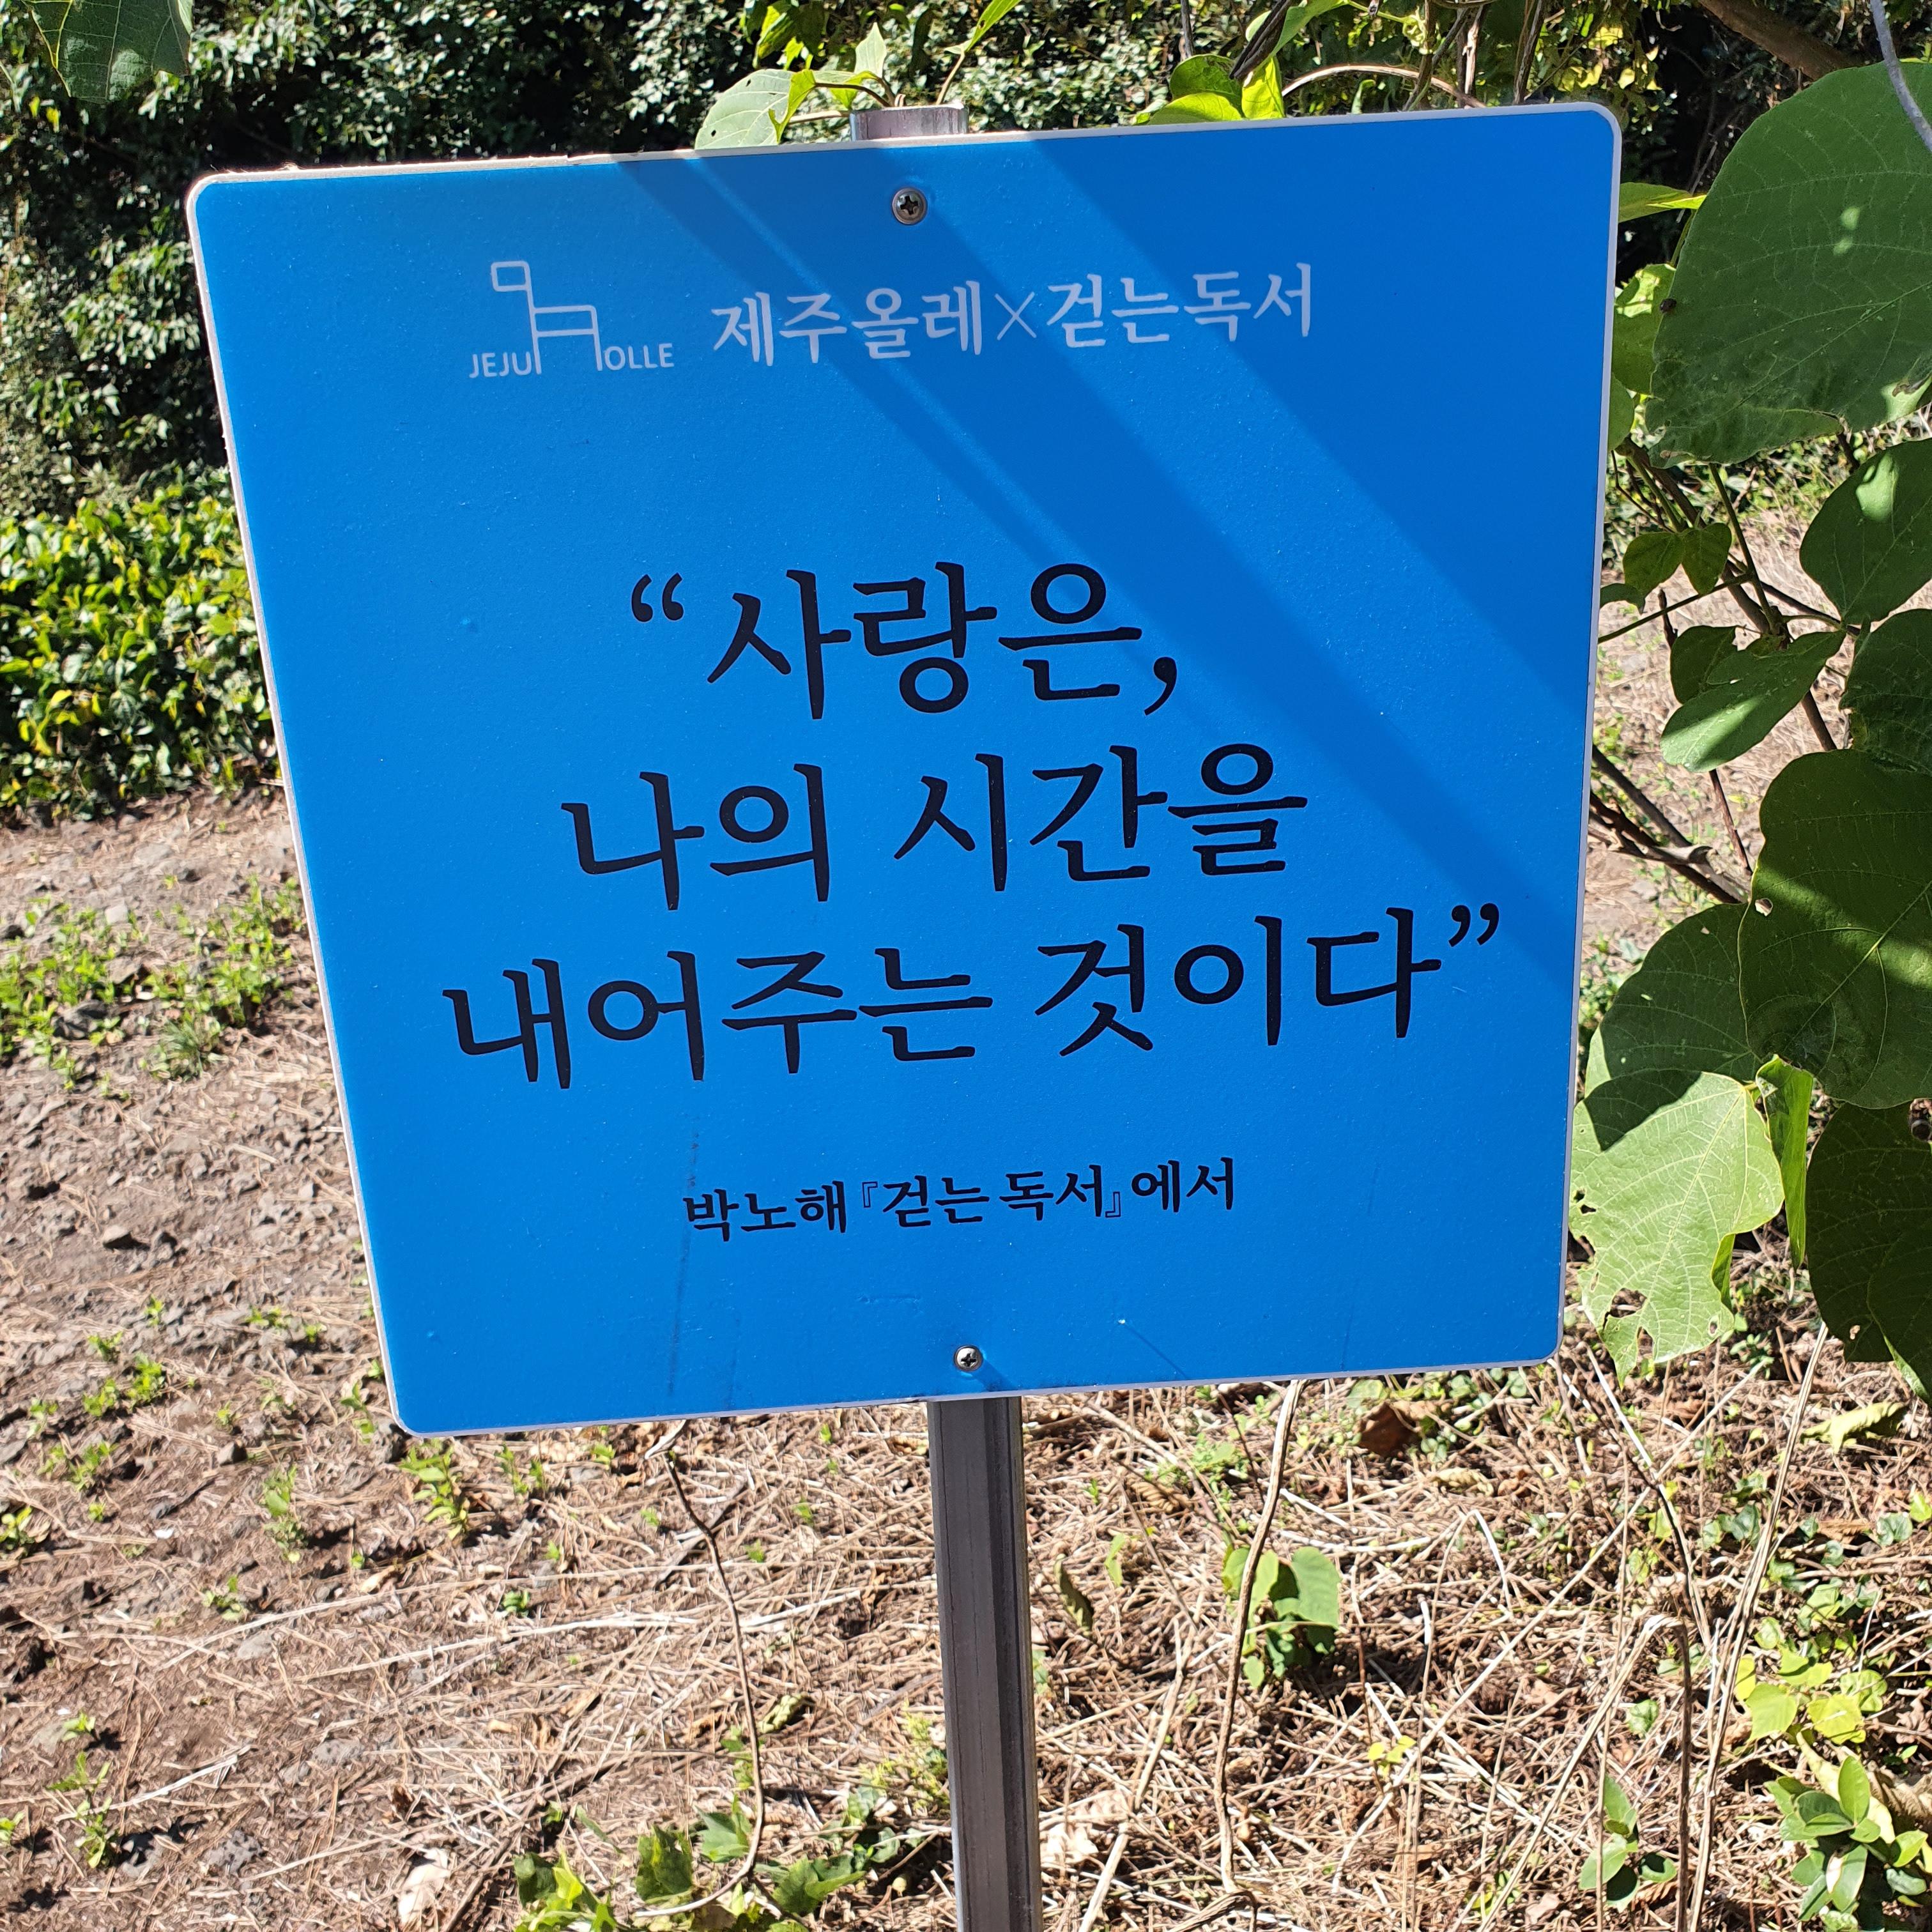 JEJU OLLE 제주올레×걷는독서
“사랑은,
나의 시간을
내어주는 것이다”
박노해『걷는 독서』에서